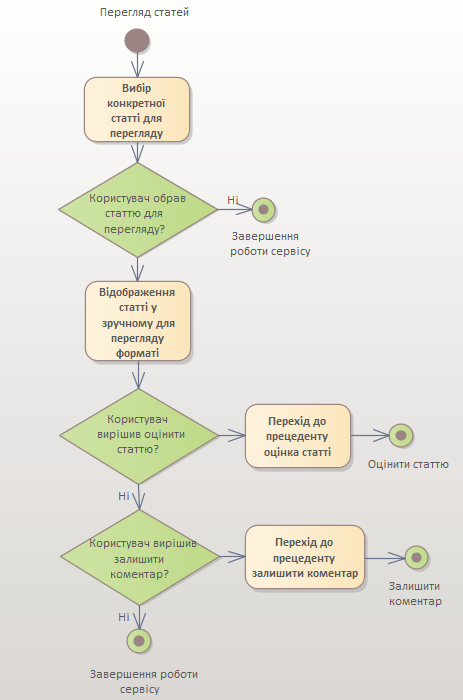 Перегляд статей
Вибір
конкретної
статті для
перегляду
Користувач обрав
статтю для
перегляду?
Ні
Завершення
роботи сервісу
Відображення
статті у
зручному для
перегляду
форматі
Користувач
вирішив оцінити
статтю?
Перехід до
прецеденту
оцінка статті
Оцінити статтю
Ні
Користувач вирішив
залишити
коментар?
Перехід до
прецеденту
залишити коментар
Залишити
коментар
Ні
Завершення роботи
сервісу